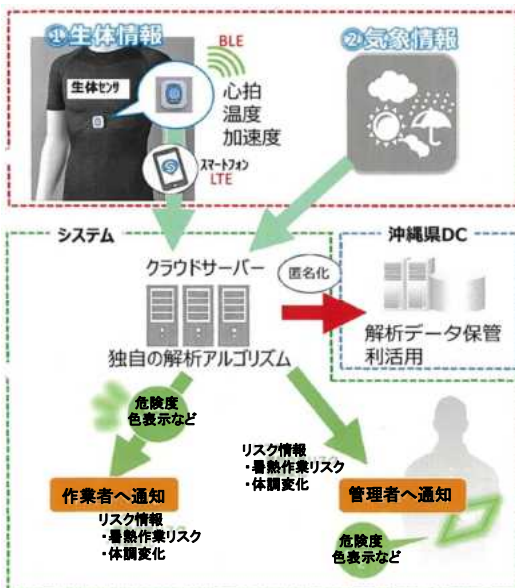 ①生体情報
BLE
②気象情報
生体センサ
心拍
温度
加速度
スマートフォン
LTE
システム
沖縄県DC
クラウドサーバー
匿名化
解析データ保管
利活用
独自の解析アルゴリズム
危険度
色表示など
リスク情報
・暑熱作業リスク
・体調変化
作業者へ通知
管理者へ通知
リスク情報
・暑熱作業リスク
・体調変化
危険度
色表示など